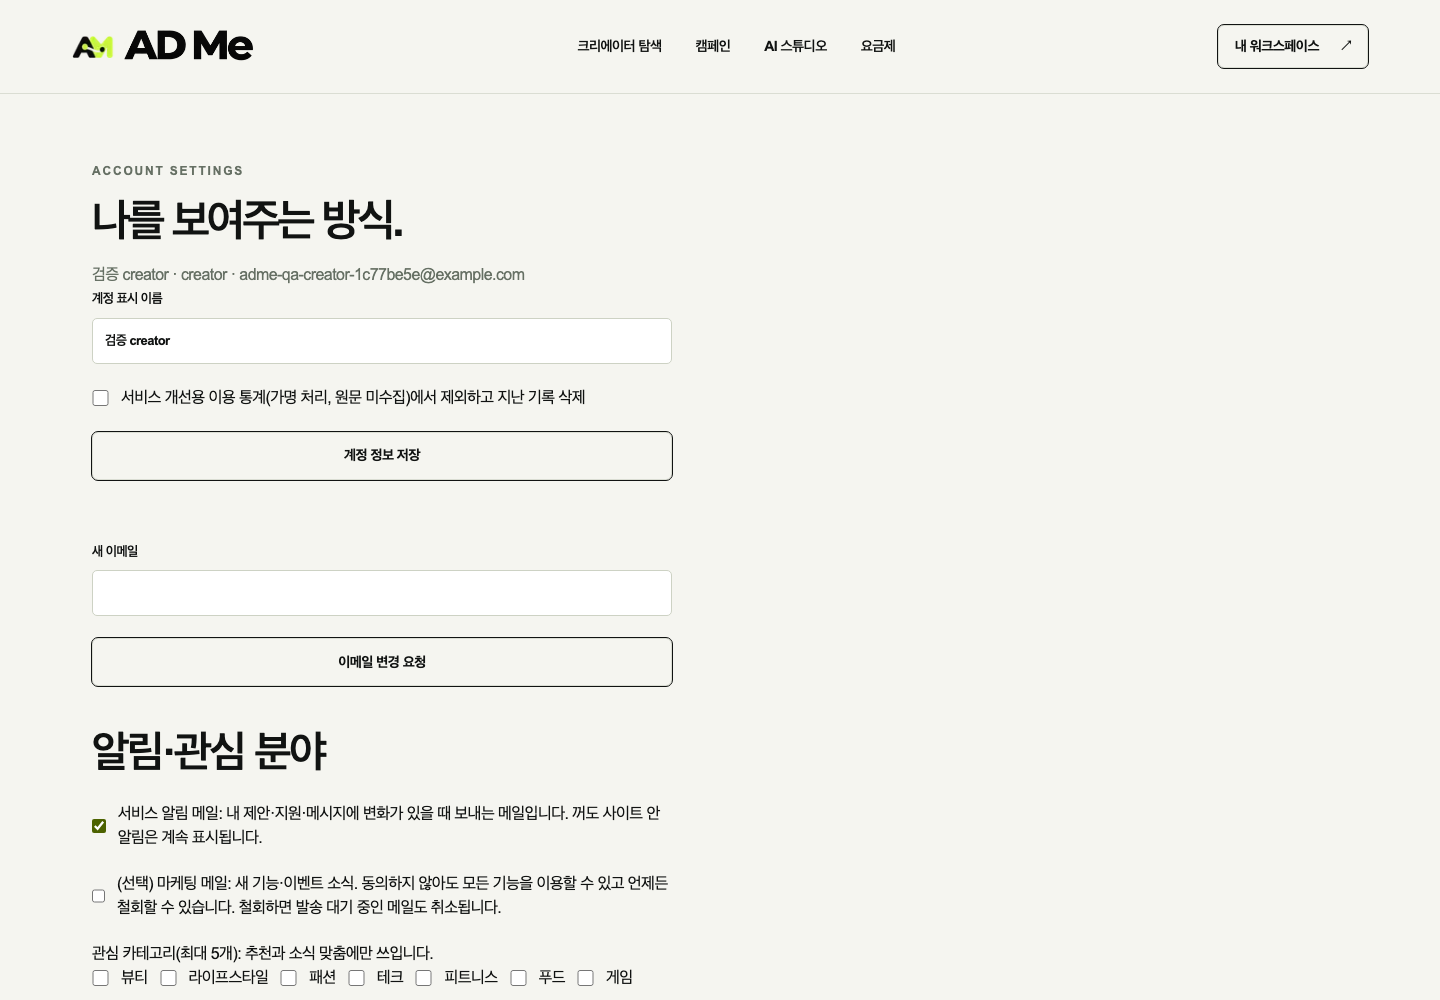 AM AD Me
크리에이터 탐색
캠페인
AI 스튜디오
요금제
내 워크스페이스 ↗
ACCOUNT SETTINGS
나를 보여주는 방식.
검증 creator · creator · adme-qa-creator-1c77be5e@example.com
계정 표시 이름
검증 creator
서비스 개선용 이용 통계(가명 처리, 원문 미수집)에서 제외하고 지난 기록 삭제
계정 정보 저장
새 이메일
이메일 변경 요청
알림·관심 분야
서비스 알림 메일: 내 제안·지원·메시지에 변화가 있을 때 보내는 메일입니다. 꺼도 사이트 안
알림은 계속 표시됩니다.
(선택) 마케팅 메일: 새 기능·이벤트 소식. 동의하지 않아도 모든 기능을 이용할 수 있고 언제든
철회할 수 있습니다. 철회하면 발송 대기 중인 메일도 취소됩니다.
관심 카테고리(최대 5개): 추천과 소식 맞춤에만 쓰입니다.
뷰티 라이프스타일 패션 테크 피트니스 푸드 게임